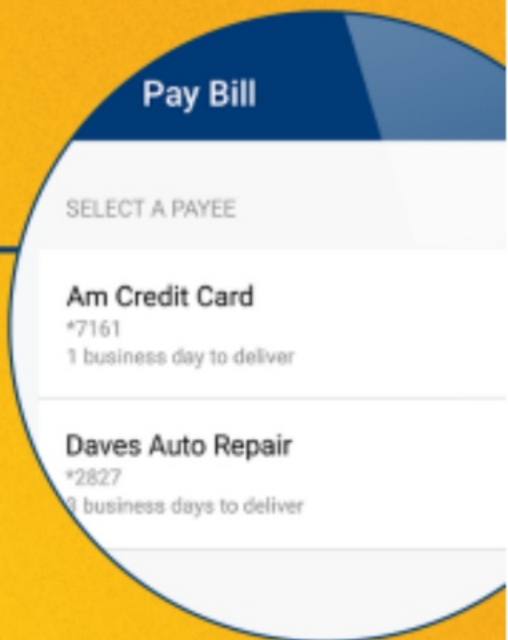 Pay Bill
SELECT A PAYEE
Am Credit Card
*7161
1 business day to deliver
Daves Auto Repair
*2827
3 business days to deliver